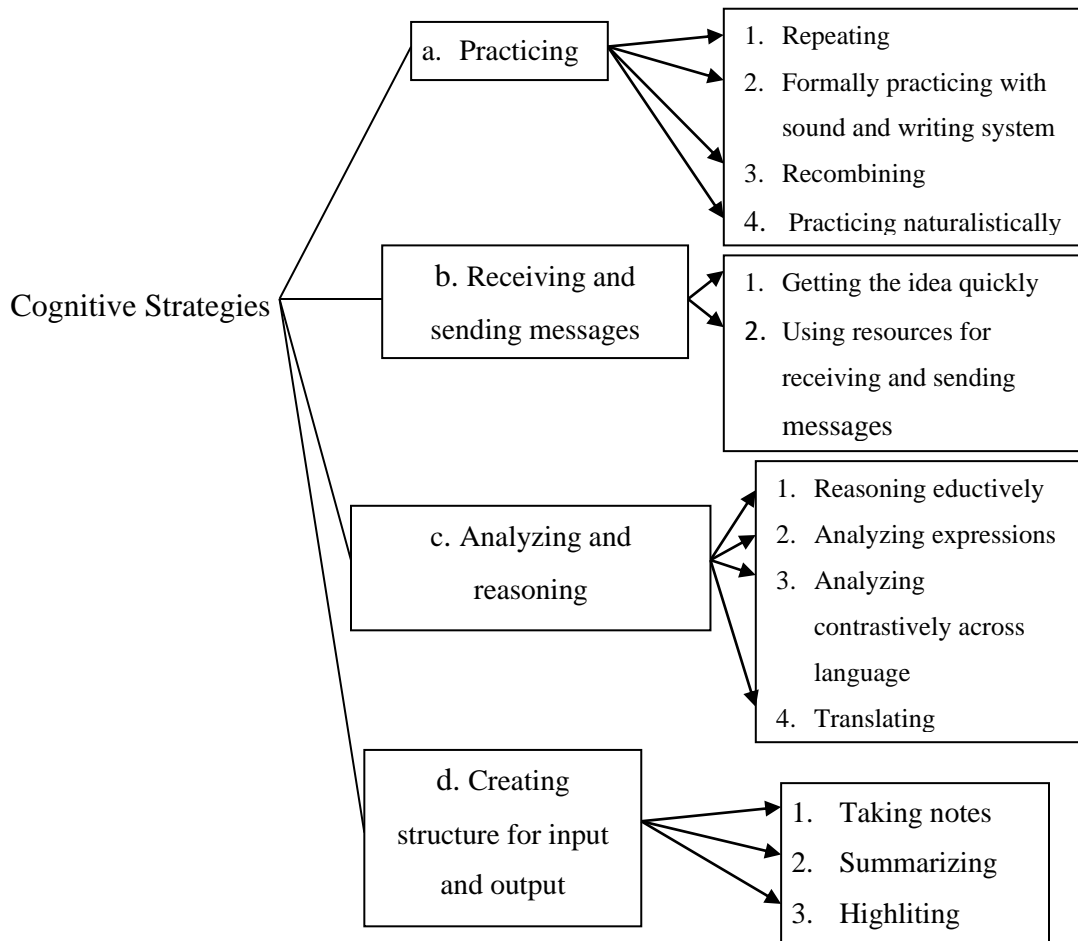 Cognitive Strategies
a. Practicing
1. Repeating
2. Formally practicing with
sound and writing system
3. Recombining
4. Practicing naturalistically
b. Receiving and
sending messages
1. Getting the idea quickly
2. Using resources for
receiving and sending
messages
c. Analyzing and
reasoning
1. Reasoning eductively
2. Analyzing expressions
3. Analyzing
contrastively across
language
4. Translating
d. Creating
structure for input
and output
1. Taking notes
2. Summarizing
3. Highliting